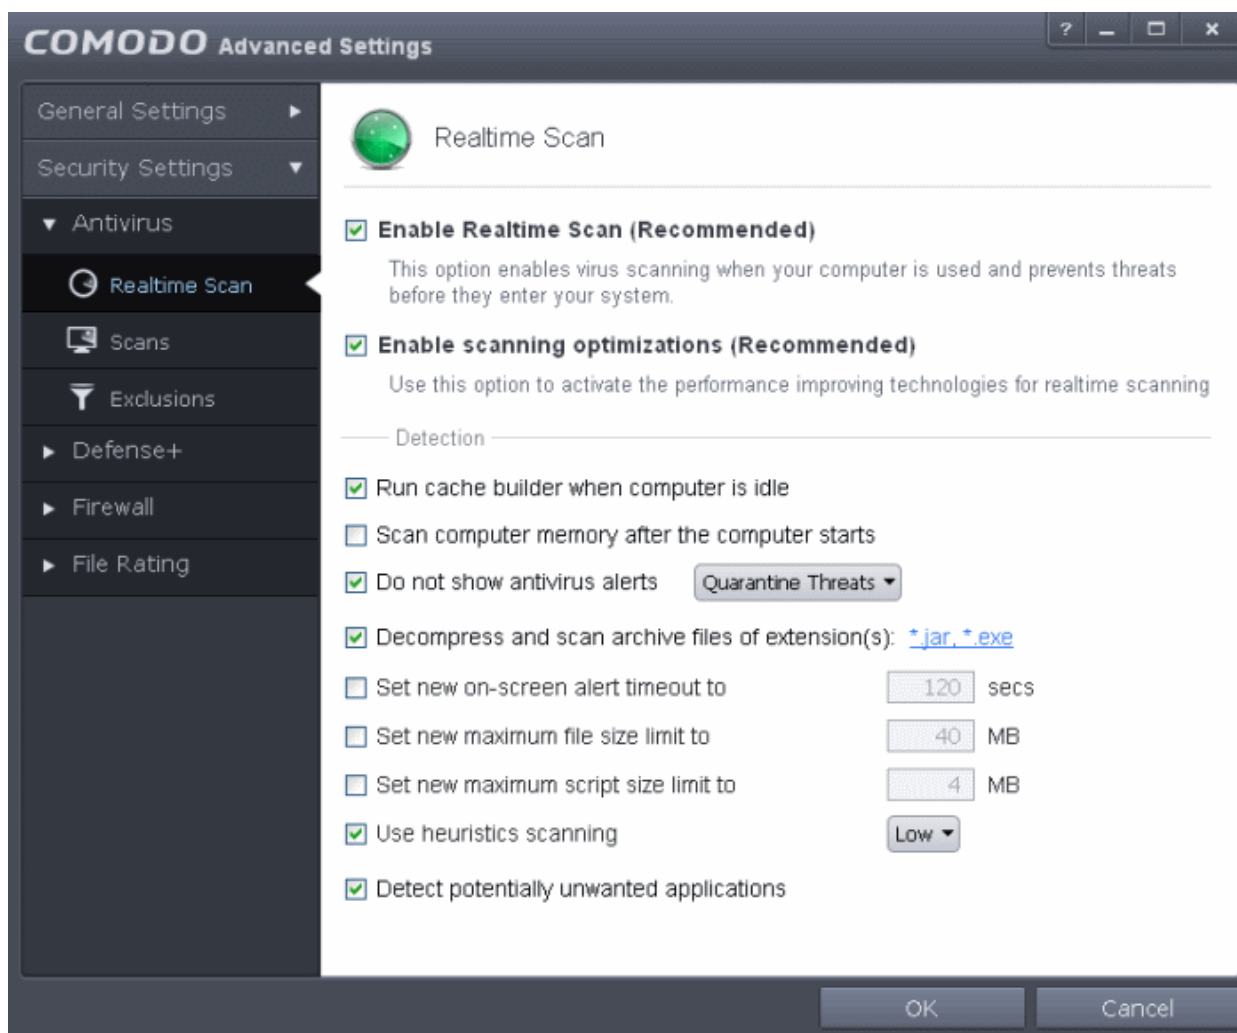 COMODO Advanced Settings
?
General Settings
Security Settings
Antivirus
Realtime Scan
Scans
Exclusions
Defense+
Firewall
File Rating
Realtime Scan
Enable Realtime Scan (Recommended)
This option enables virus scanning when your computer is used and prevents threats
before they enter your system.
Enable scanning optimizations (Recommended)
Use this option to activate the performance improving technologies for realtime scanning
Detection
Run cache builder when computer is idle
Scan computer memory after the computer starts
Do not show antivirus alerts Quarantine Threats
Decompress and scan archive files of extension(s): *.jar, *.exe
Set new on-screen alert timeout to 120 secs
Set new maximum file size limit to 40 MB
Set new maximum script size limit to 4 MB
Use heuristics scanning Low
Detect potentially unwanted applications
OK Cancel